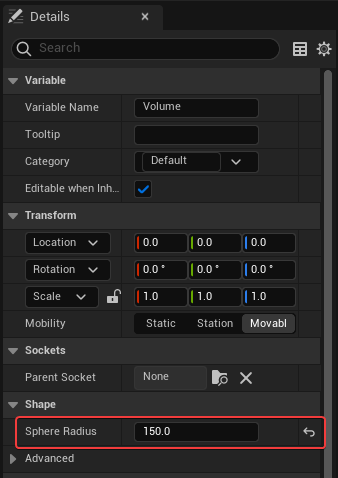 Details
Search
Variable
Variable Name Volume
Tooltip
Category Default
Editable when Inh...
Transform
Location 0.0 0.0 0.0
Rotation 0.0 ° 0.0 ° 0.0 °
Scale 1.0 1.0 1.0
Mobility Static Station Movabl
Sockets
Parent Socket None
Shape
Sphere Radius 150.0
Advanced